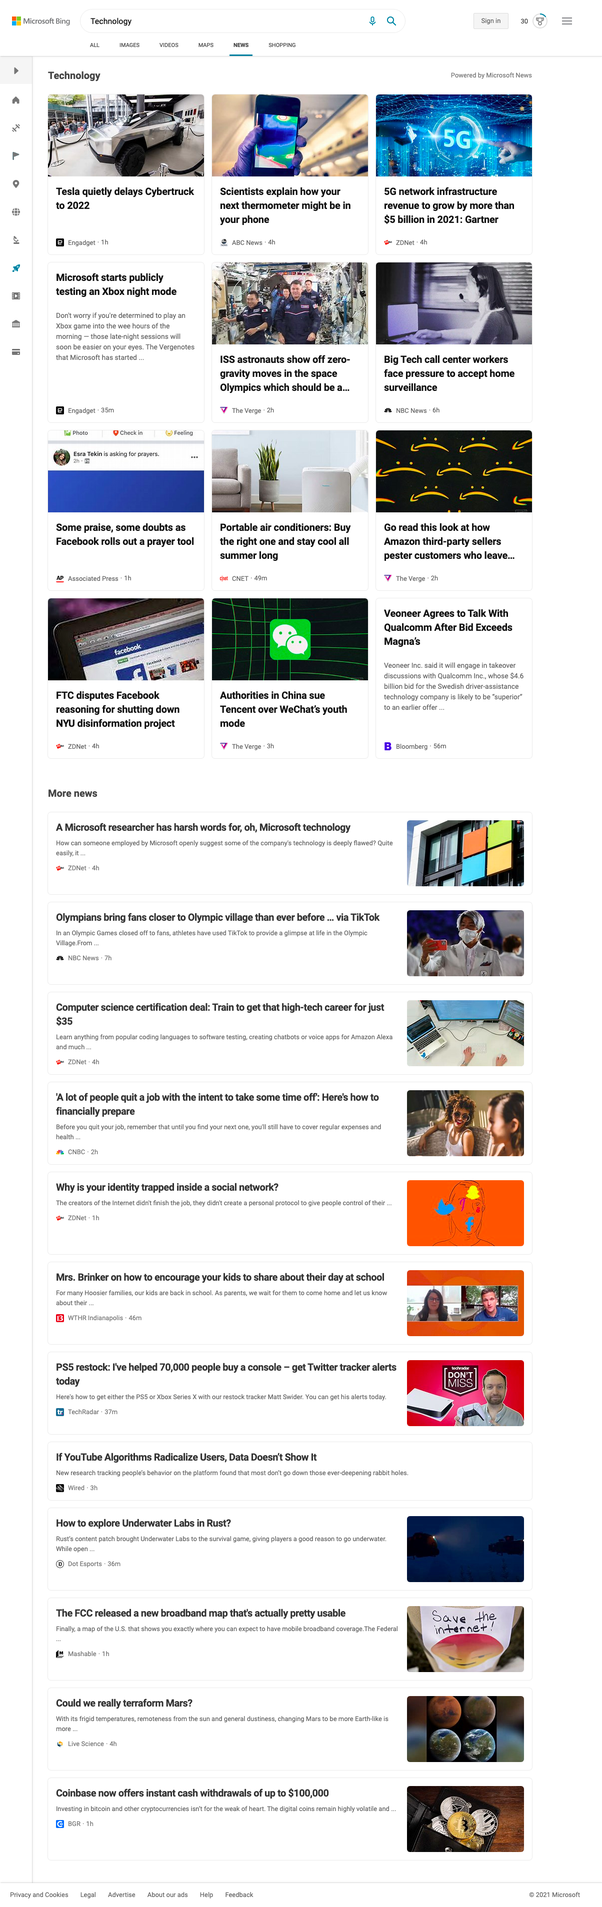 Microsoft Bing
Technology
Sign in
30
ALL IMAGES VIDEOS MAPS NEWS SHOPPING
Technology
Powered by Microsoft News
5G
Tesla quietly delays Cybertruck
to 2022
Engadget · 1h
Scientists explain how your
next thermometer might be in
your phone
ABC News · 4h
5G network infrastructure
revenue to grow by more than
$5 billion in 2021: Gartner
ZDNet · 4h
Microsoft starts publicly
testing an Xbox night mode
Don't worry if you're determined to play an
Xbox game into the wee hours of the
morning — those late-night sessions will
soon be easier on your eyes. The Vergenotes
that Microsoft has started ...
Engadget · 35m
ISS astronauts show off zero-
gravity moves in the space
Olympics which should be a...
The Verge · 2h
Big Tech call center workers
face pressure to accept home
surveillance
NBC News · 6h
Photo Check in Feeling
Esra Tekin is asking for prayers.
2h ·
Some praise, some doubts as
Facebook rolls out a prayer tool
AP Associated Press · 1h
Portable air conditioners: Buy
the right one and stay cool all
summer long
CNET · 49m
Go read this look at how
Amazon third-party sellers
pester customers who leave...
The Verge · 2h
facebook
FTC disputes Facebook
reasoning for shutting down
NYU disinformation project
ZDNet · 4h
Authorities in China sue
Tencent over WeChat's youth
mode
The Verge · 3h
Veoneer Agrees to Talk With
Qualcomm After Bid Exceeds
Magna's
Veoneer Inc. said it will engage in takeover
discussions with Qualcomm Inc., whose $4.6
billion bid for the Swedish driver-assistance
technology company is likely to be "superior"
to an earlier offer ...
B Bloomberg · 56m
More news
A Microsoft researcher has harsh words for, oh, Microsoft technology
How can someone employed by Microsoft openly suggest some of the company's technology is deeply flawed? Quite
easily, it ...
ZDNet · 4h
Olympians bring fans closer to Olympic village than ever before ... via TikTok
In an Olympic Games closed off to fans, athletes have used TikTok to provide a glimpse at life in the Olympic
Village.From ...
NBC News · 7h
Computer science certification deal: Train to get that high-tech career for just
$35
Learn anything from popular coding languages to software testing, creating chatbots or voice apps for Amazon Alexa
and much ...
ZDNet · 4h
'A lot of people quit a job with the intent to take some time off': Here's how to
financially prepare
Before you quit your job, remember that until you find your next one, you'll still have to cover regular expenses and
health ...
CNBC · 2h
Why is your identity trapped inside a social network?
The creators of the Internet didn't finish the job, they didn't create a personal protocol to give people control of their ...
ZDNet · 1h
Mrs. Brinker on how to encourage your kids to share about their day at school
For many Hoosier families, our kids are back in school. As parents, we wait for them to come home and let us know
about their ...
WTHR Indianapolis · 46m
PS5 restock: I've helped 70,000 people buy a console – get Twitter tracker alerts
today
Here's how to get either the PS5 or Xbox Series X with our restock tracker Matt Swider. You can get his alerts today.
TechRadar · 37m
techradar
DON'T
MISS
If YouTube Algorithms Radicalize Users, Data Doesn't Show It
New research tracking people's behavior on the platform found that most don't go down those ever-deepening rabbit holes.
Wired · 3h
How to explore Underwater Labs in Rust?
Rust's content patch brought Underwater Labs to the survival game, giving players a good reason to go underwater.
While open ...
Dot Esports · 36m
The FCC released a new broadband map that's actually pretty usable
Finally, a map of the U.S. that shows you exactly where you can expect to have mobile broadband coverage.The Federal
...
Mashable · 1h
Save the
internet!
Could we really terraform Mars?
With its frigid temperatures, remoteness from the sun and general dustiness, changing Mars to be more Earth-like is
more ...
Live Science · 4h
Coinbase now offers instant cash withdrawals of up to $100,000
Investing in bitcoin and other cryptocurrencies isn't for the weak of heart. The digital coins remain highly volatile and ...
BGR · 1h
Privacy and Cookies Legal Advertise About our ads Help Feedback
© 2021 Microsoft